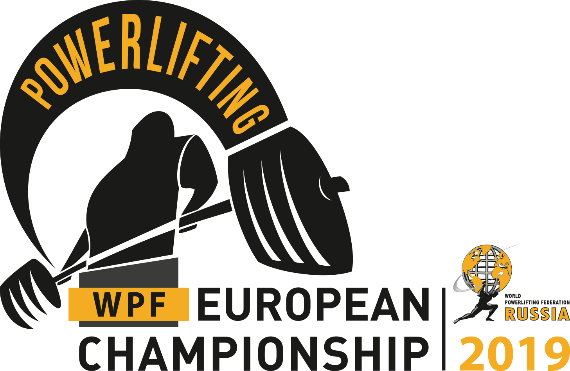 POWERLIFTING
WPF EUROPEAN
CHAMPIONSHIP
WORLD
POWERLIFTING FEDERATION
RUSSIA
2019